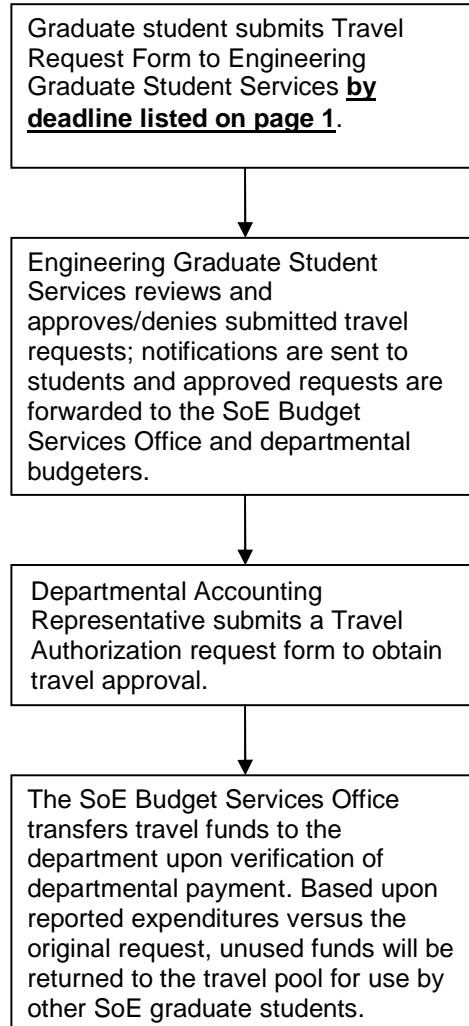 Graduate student submits Travel
Request Form to Engineering
Graduate Student Services by
deadline listed on page 1.
Engineering Graduate Student
Services reviews and
approves/denies submitted travel
requests; notifications are sent to
students and approved requests are
forwarded to the SoE Budget
Services Office and departmental
budgeters.
Departmental Accounting
Representative submits a Travel
Authorization request form to obtain
travel approval.
The SoE Budget Services Office
transfers travel funds to the
department upon verification of
departmental payment. Based upon
reported expenditures versus the
original request, unused funds will be
returned to the travel pool for use by
other SoE graduate students.